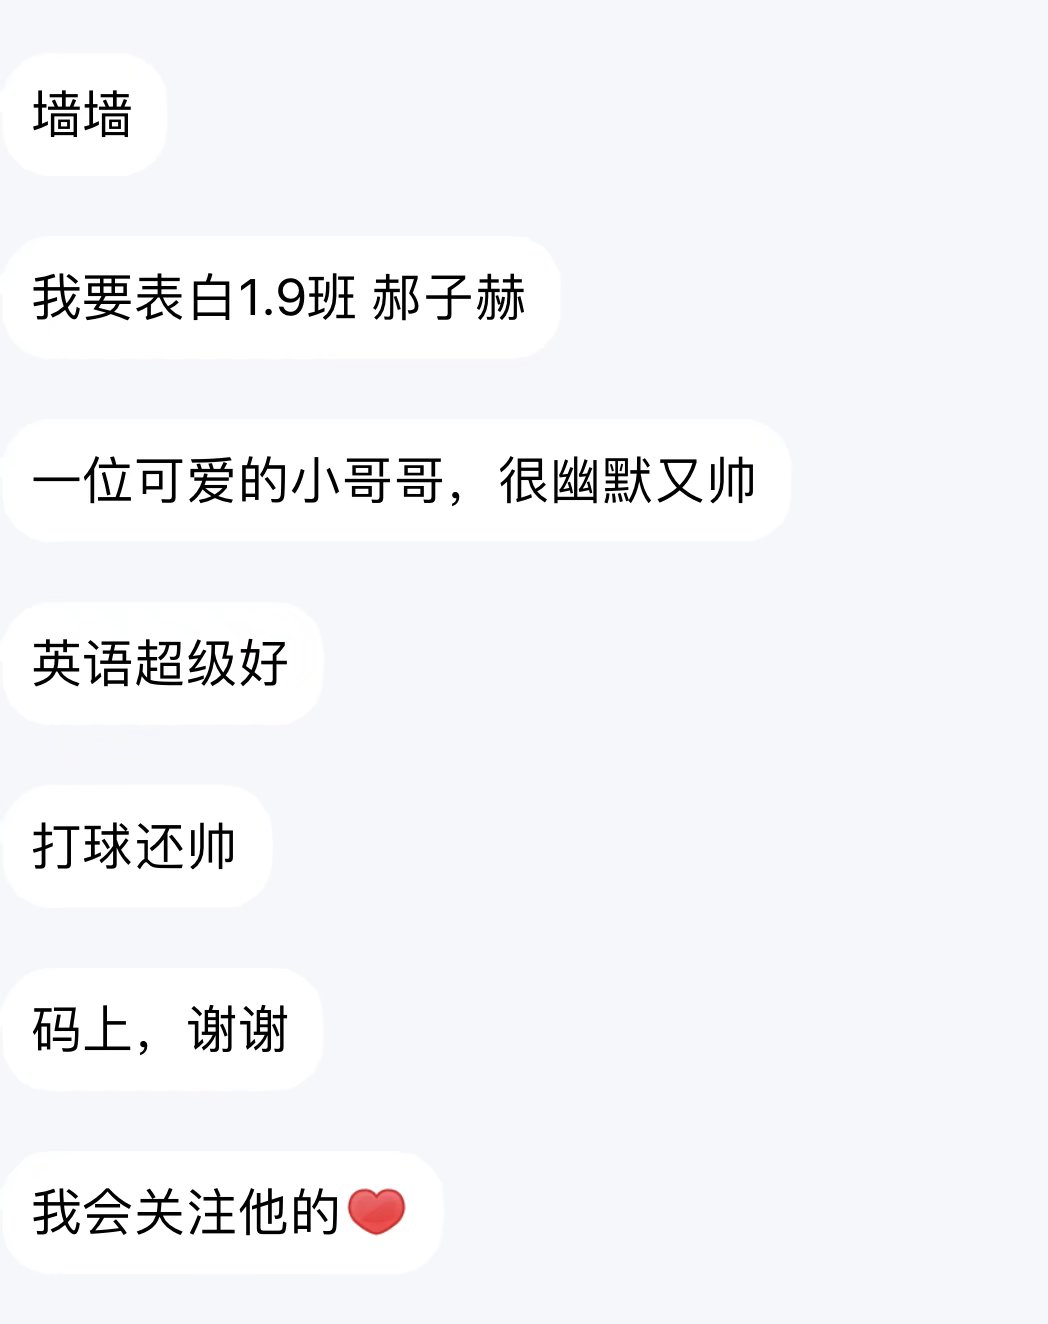 墙墙
我要表白1.9班 郝子赫
一位可爱的小哥哥，很幽默又帅
英语超级好
打球还帅
码上，谢谢
我会关注他的❤️